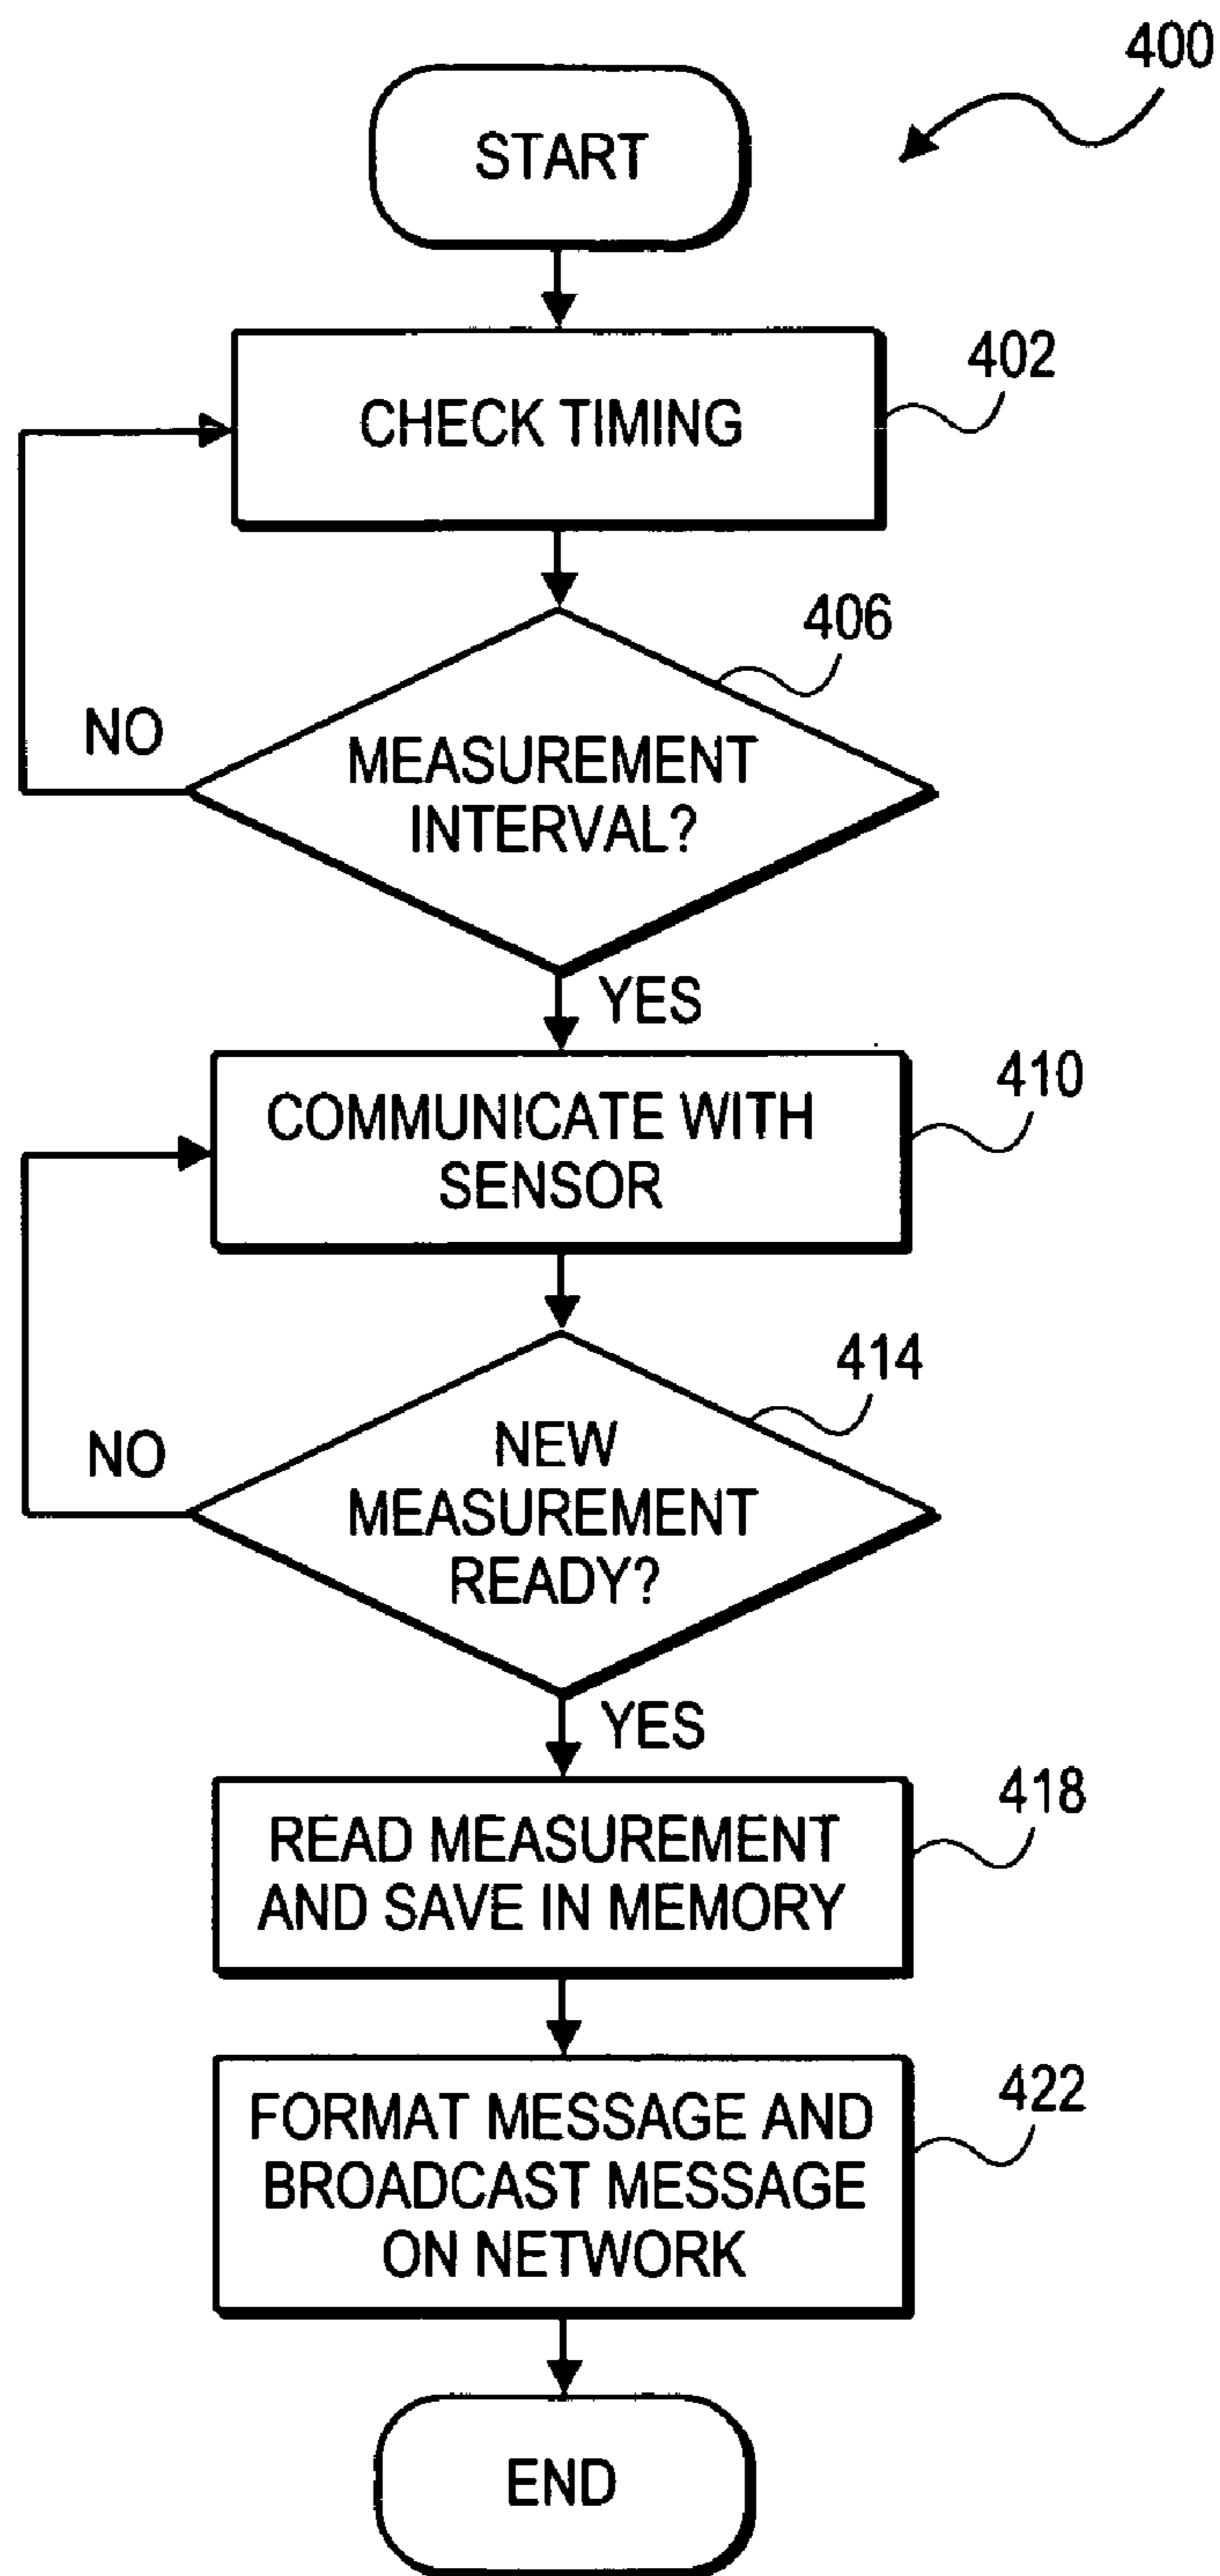 400
START
402
CHECK TIMING
406
NO
MEASUREMENT
INTERVAL?
YES
410
COMMUNICATE WITH
SENSOR
414
NO
NEW
MEASUREMENT
READY?
YES
418
READ MEASUREMENT
AND SAVE IN MEMORY
422
FORMAT MESSAGE AND
BROADCAST MESSAGE
ON NETWORK
END